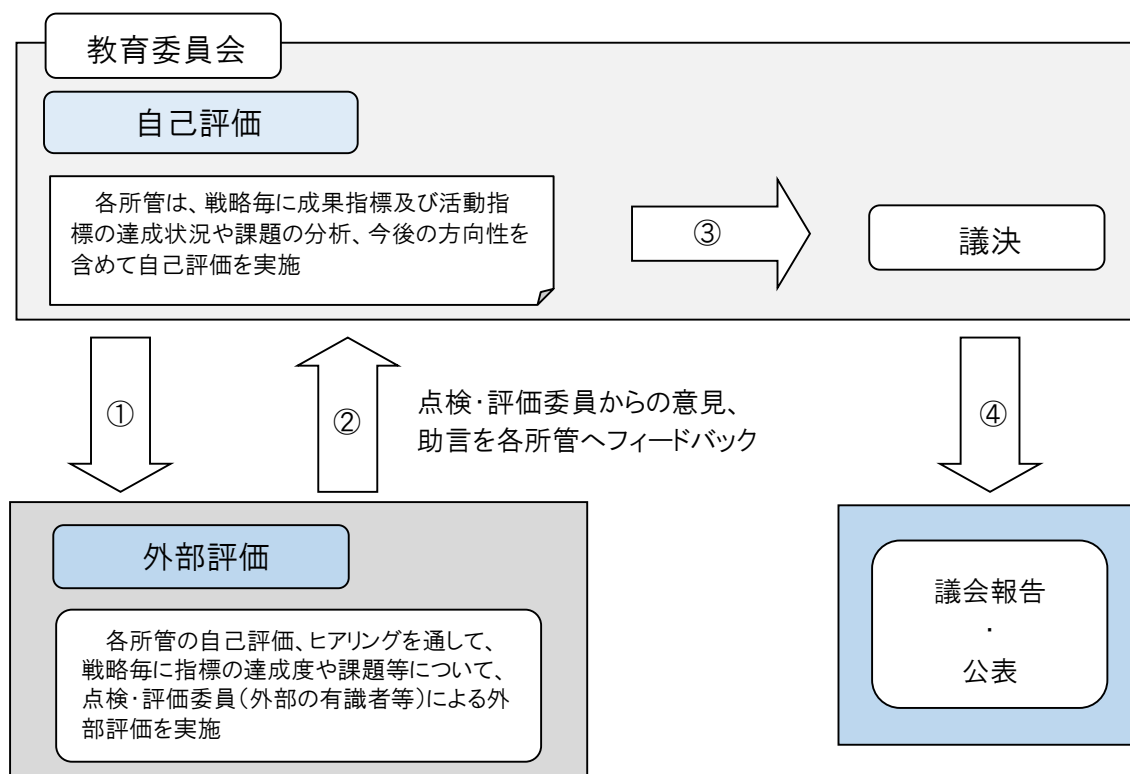 教育委員会
自己評価
各所管は、戦略毎に成果指標及び活動指
標の達成状況や課題の分析、今後の方向性を
含めて自己評価を実施
③
議決
①
②
点検・評価委員からの意見、
助言を各所管へフィードバック
④
外部評価
各所管の自己評価、ヒアリングを通して、
戦略毎に指標の達成度や課題等について、
点検・評価委員（外部の有識者等）による外
部評価を実施
議会報告
・
公表